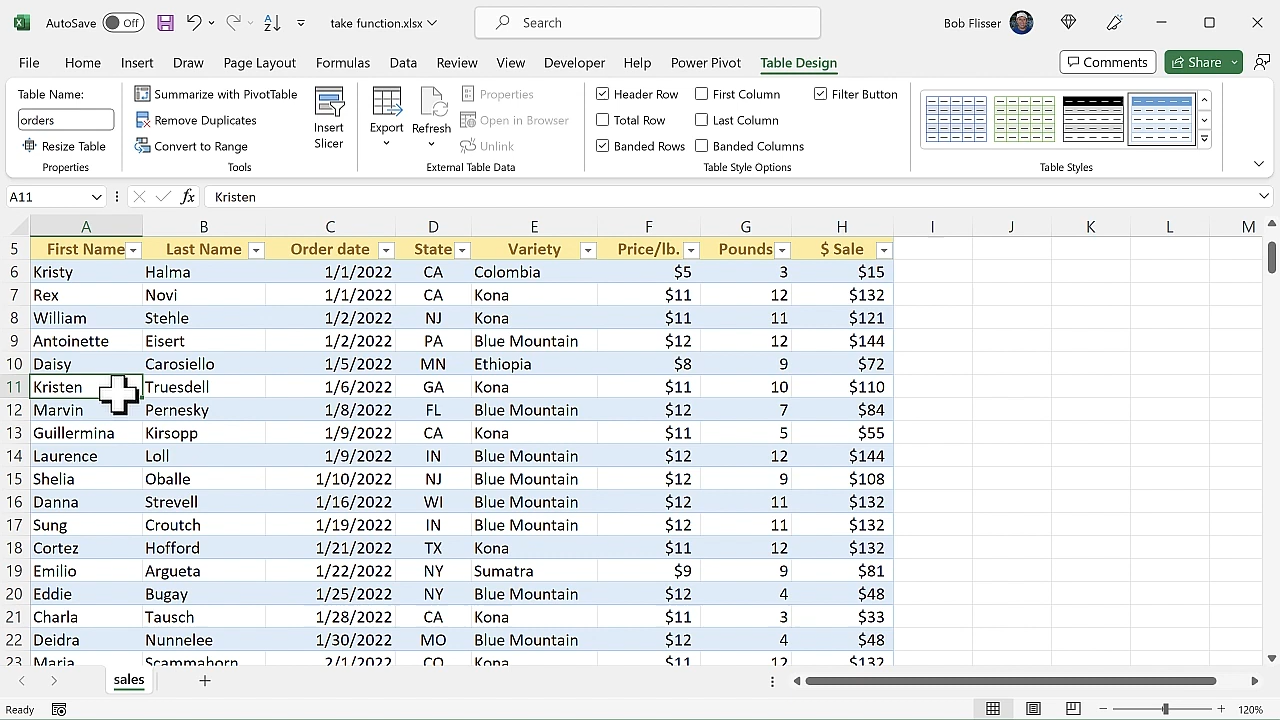 AutoSave Off take function.xlsx Search Bob Flisser
File Home Insert Draw Page Layout Formulas Data Review View Developer Help Power Pivot Table Design Comments Share
Table Name:
orders
Resize Table
Properties
Summarize with PivotTable
Remove Duplicates
Convert to Range
Insert
Slicer
Tools
Export
Refresh
Properties
Open in Browser
Unlink
External Table Data
Header Row First Column Filter Button
Total Row Last Column
Banded Rows Banded Columns
Table Style Options
Table Styles
A11 fx Kristen
A B C D E F G H I J K L M
5 First Name Last Name Order date State Variety Price/lb. Pounds $ Sale
6 Kristy Halma 1/1/2022 CA Colombia $5 3 $15
7 Rex Novi 1/1/2022 CA Kona $11 12 $132
8 William Stehle 1/2/2022 NJ Kona $11 11 $121
9 Antoinette Eisert 1/2/2022 PA Blue Mountain $12 12 $144
10 Daisy Carosiello 1/5/2022 MN Ethiopia $8 9 $72
11 Kristen Truesdell 1/6/2022 GA Kona $11 10 $110
12 Marvin Pernesky 1/8/2022 FL Blue Mountain $12 7 $84
13 Guillermina Kirsopp 1/9/2022 CA Kona $11 5 $55
14 Laurence Loll 1/9/2022 IN Blue Mountain $12 12 $144
15 Shelia Oballe 1/10/2022 NJ Blue Mountain $12 9 $108
16 Danna Strevell 1/16/2022 WI Blue Mountain $12 11 $132
17 Sung Croutch 1/19/2022 IN Blue Mountain $12 11 $132
18 Cortez Hofford 1/21/2022 TX Kona $11 12 $132
19 Emilio Argueta 1/22/2022 NY Sumatra $9 9 $81
20 Eddie Bugay 1/25/2022 NY Blue Mountain $12 4 $48
21 Charla Tausch 1/28/2022 CA Kona $11 3 $33
22 Deidra Nunnelee 1/30/2022 MO Blue Mountain $12 4 $48
23 Maria Scammahorn 2/1/2022 CO Kona $11 12 $132
sales
Ready 120%